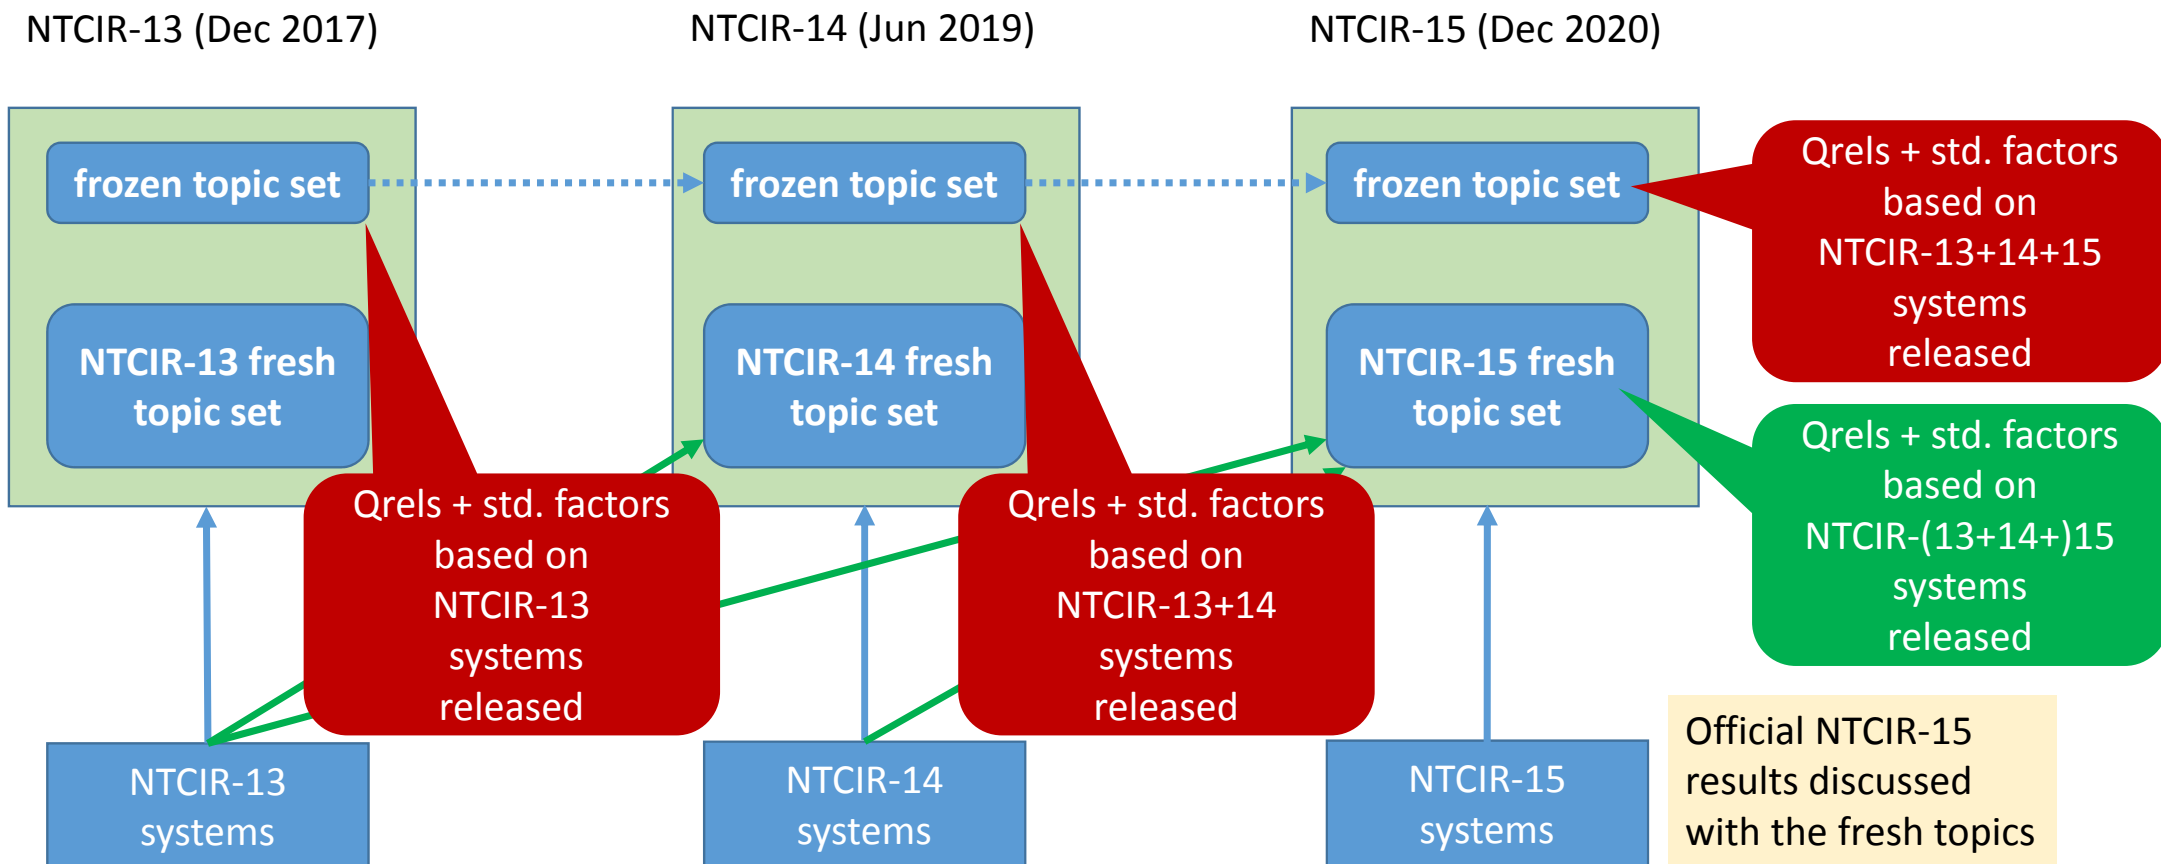 NTCIR-13 (Dec 2017)
NTCIR-14 (Jun 2019)
NTCIR-15 (Dec 2020)
frozen topic set
frozen topic set
frozen topic set
Qrels + std. factors
based on
NTCIR-13+14+15
systems
released
NTCIR-13 fresh
topic set
NTCIR-14 fresh
topic set
NTCIR-15 fresh
topic set
Qrels + std. factors
based on
NTCIR-13
systems
released
Qrels + std. factors
based on
NTCIR-13+14
systems
released
Qrels + std. factors
based on
NTCIR-(13+14+)15
systems
released
NTCIR-13
systems
NTCIR-14
systems
NTCIR-15
systems
Official NTCIR-15
results discussed
with the fresh topics